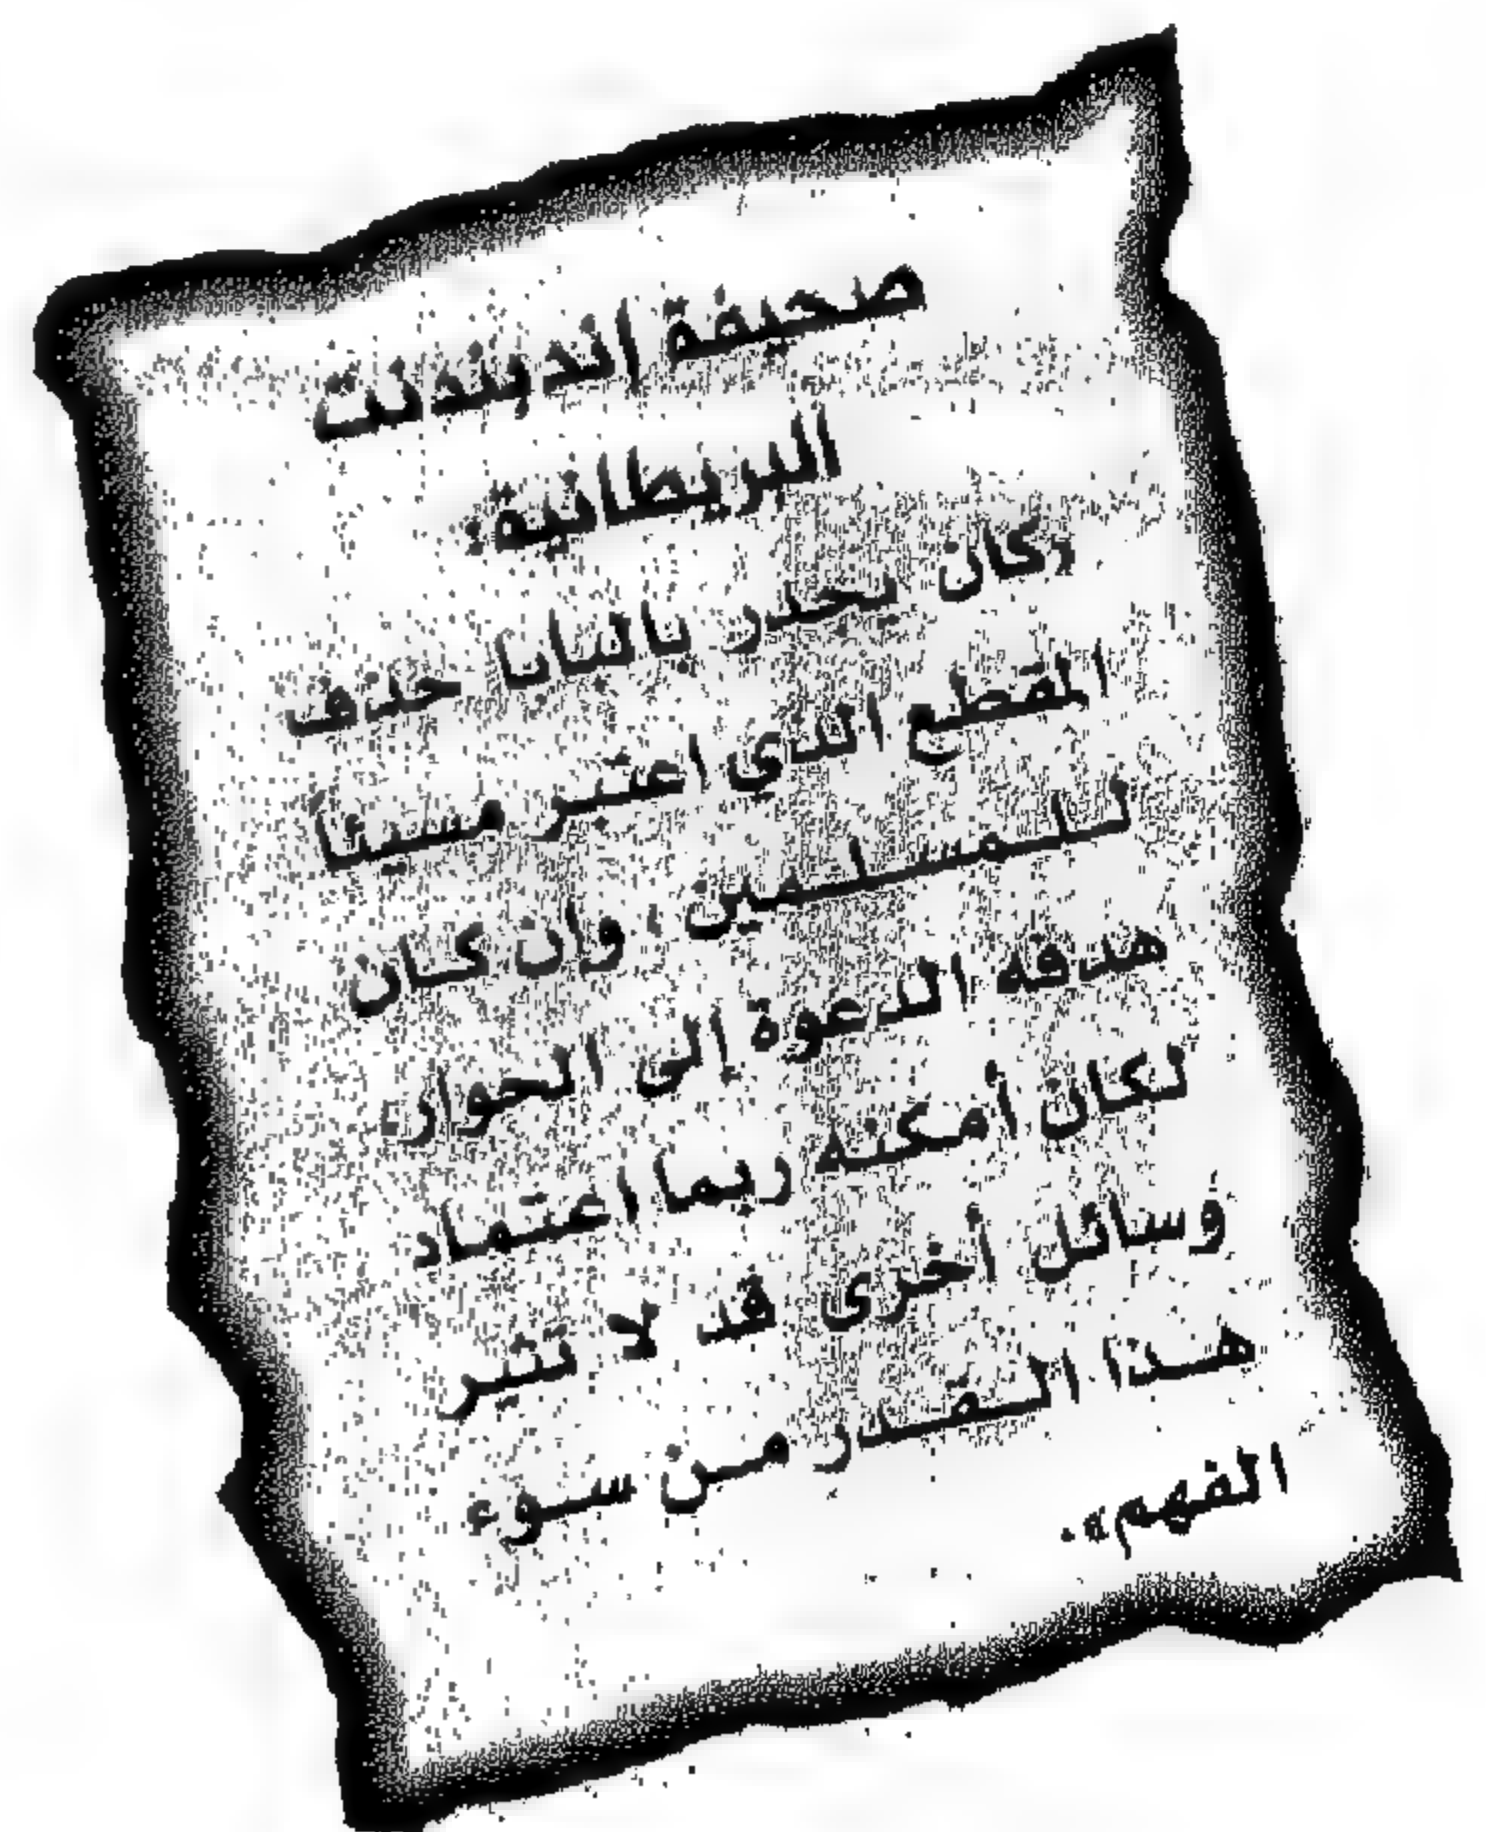 صحيفة إندبندنت
البريطانية:
«كان يجدر بالبابا حذف
المقطع الذي اعتبر مسيئاً
للمسلمين، وإن كان
هدفه الدعوة إلى الحوار،
لكان أمكنه ربما اعتماد
وسائل أخرى قد لا تثير
هذا القدر من سوء
الفهم».